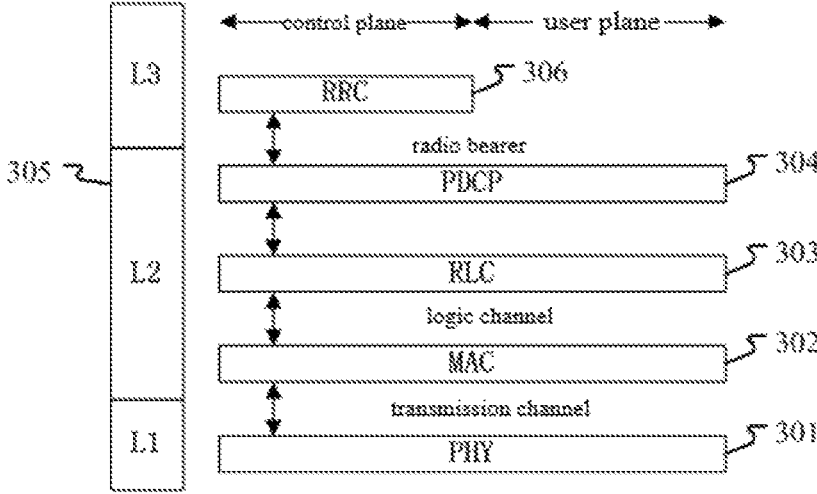 control plane user plane
L3
RRC
306
radio bearer
305
PDCP
304
L2
RLC
303
logic channel
MAC
302
transmission channel
L1
PHY
301